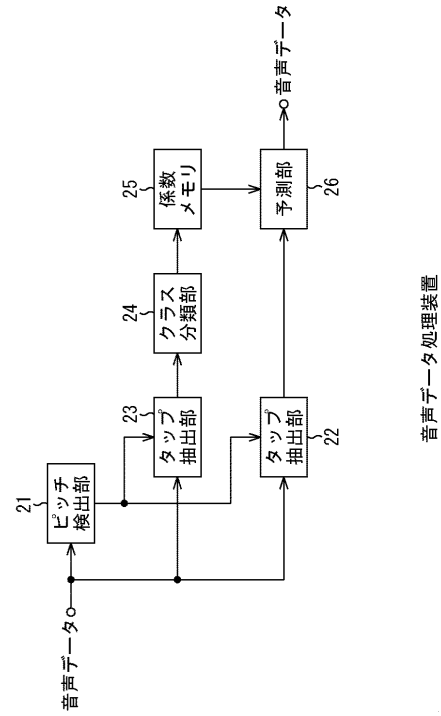 音声データ
21
ピッチ
検出部
23
タップ
抽出部
24
クラス
分類部
25
係数
メモリ
22
タップ
抽出部
26
予測部
音声データ
音声データ処理装置